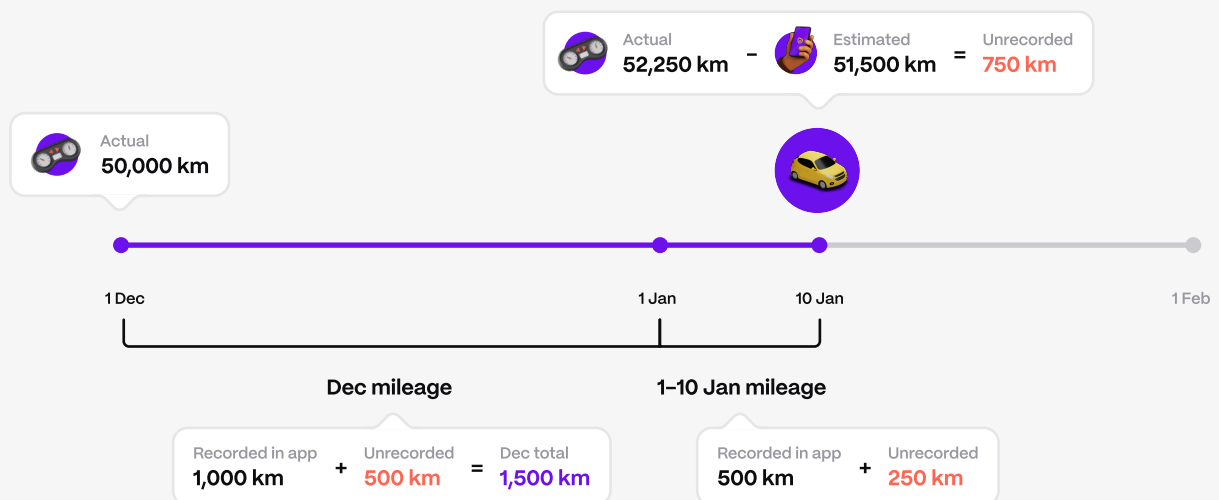 Actual
52,250 km
-
Estimated
51,500 km
=
Unrecorded
750 km
Actual
50,000 km
1 Dec
1 Jan
10 Jan
1 Feb
Dec mileage
1–10 Jan mileage
Recorded in app
1,000 km
+
Unrecorded
500 km
=
Dec total
1,500 km
Recorded in app
500 km
+
Unrecorded
250 km